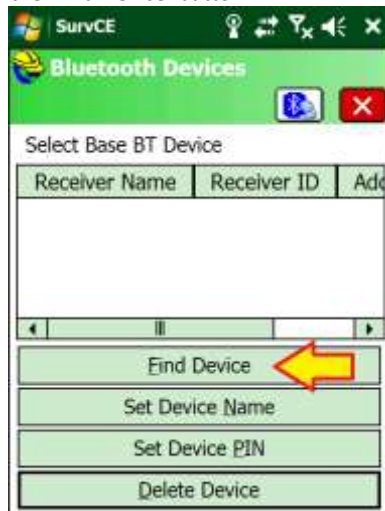 SurvCE
Bluetooth Devices
Select Base BT Device
Receiver Name Receiver ID Add
Find Device
Set Device Name
Set Device PIN
Delete Device